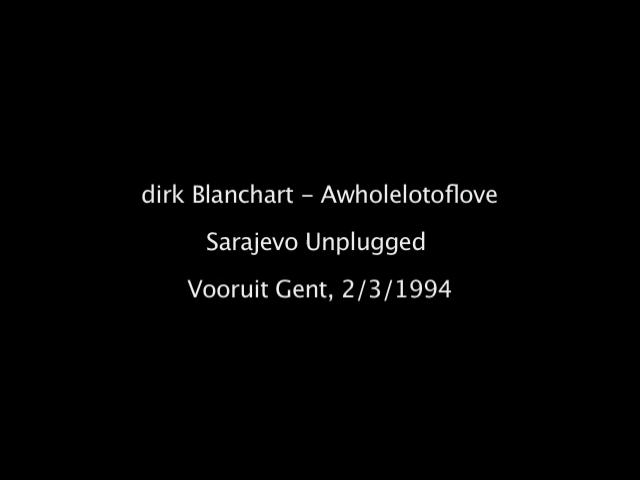 dirk Blanchart - Awholelotoflove
Sarajevo Unplugged
Vooruit Gent, 2/3/1994